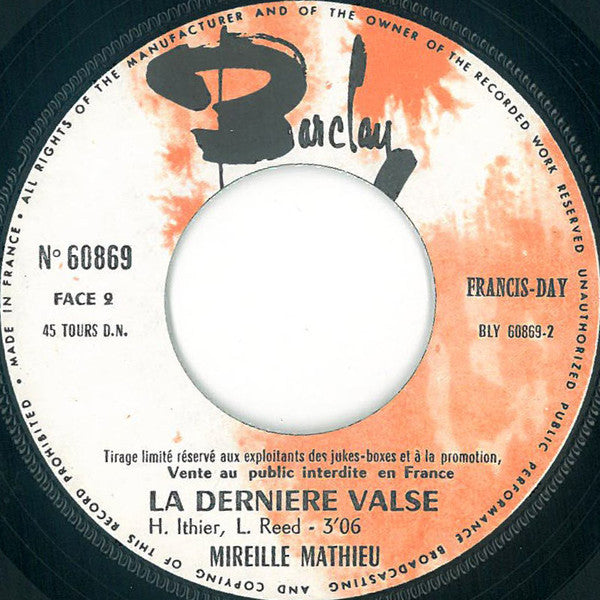 Barclay
N° 60869
FACE 2
45 TOURS D.N.
FRANCIS-DAY
BLY 60869-2
Tirage limité réservé aux exploitants des jukes-boxes et à la promotion,
Vente au public interdite en France
LA DERNIERE VALSE
H. Ithier, L. Reed - 3'06
MIREILLE MATHIEU
• MADE IN FRANCE • ALL RIGHTS OF THE MANUFACTURER AND OF THE OWNER OF THE RECORDED WORK RESERVED UNAUTHORIZED PUBLIC PERFORMANCE BROADCASTING AND COPYING OF THIS RECORD PROHIBITED